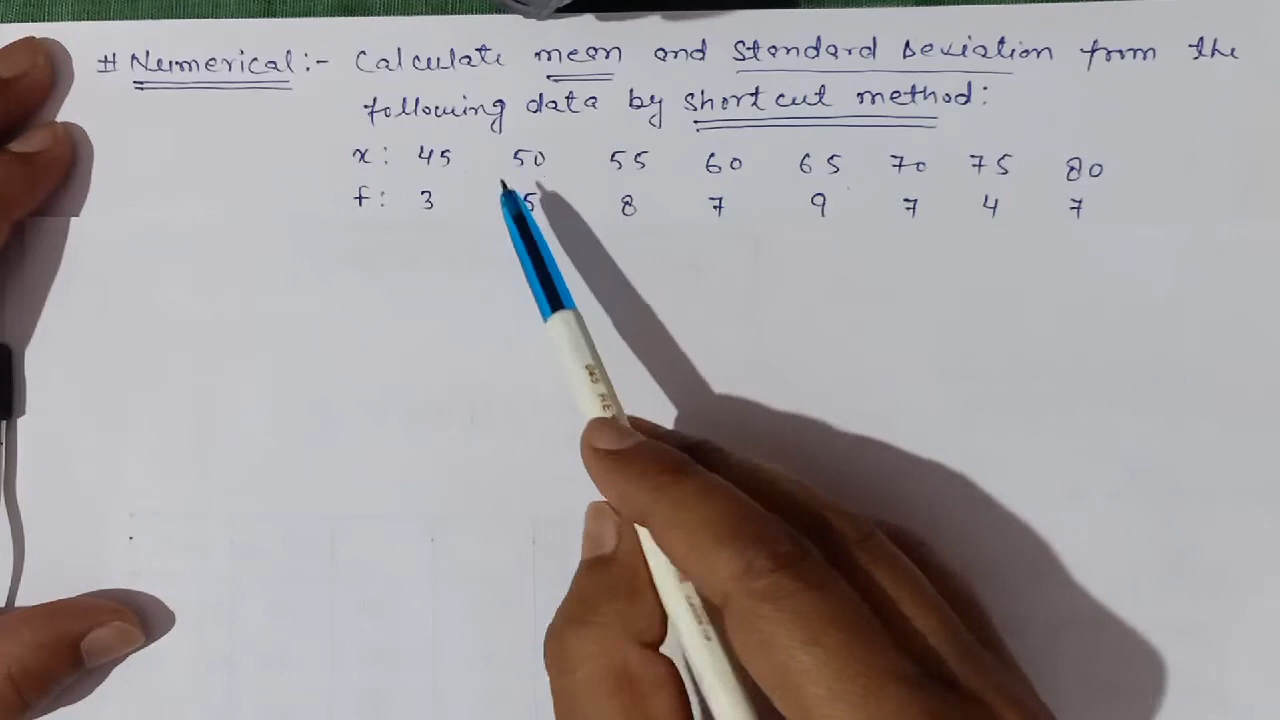 # Numerical:- Calculate mean and Standard Deviation from the
following data by short cut method:
x: 45 50 55 60 65 70 75 80
f: 3 5 8 7 9 7 4 7